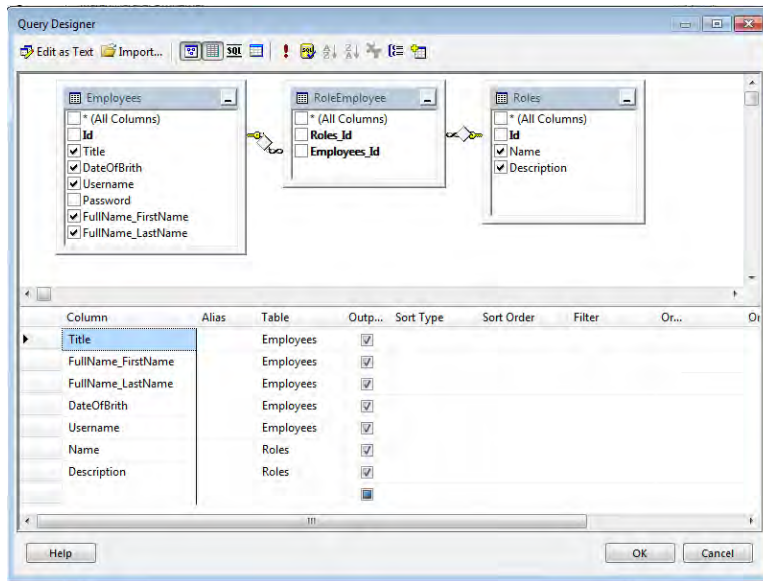 Query Designer
Edit as Text Import... SQL
Employees
* (All Columns)
Id
Title
DateOfBrith
Username
Password
FullName_FirstName
FullName_LastName
RoleEmployee
* (All Columns)
Roles_Id
Employees_Id
Roles
* (All Columns)
Id
Name
Description
Column Alias Table Outp... Sort Type Sort Order Filter Or... Or
Title Employees
FullName_FirstName Employees
FullName_LastName Employees
DateOfBrith Employees
Username Employees
Name Roles
Description Roles
Help OK Cancel